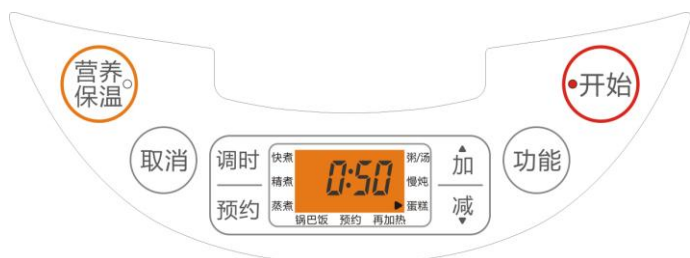 营养
保温
开始
取消
调时
预约
快煮
精煮
蒸煮
0:50
粥/汤
慢炖
蛋糕
锅巴饭 预约 再加热
加
减
功能